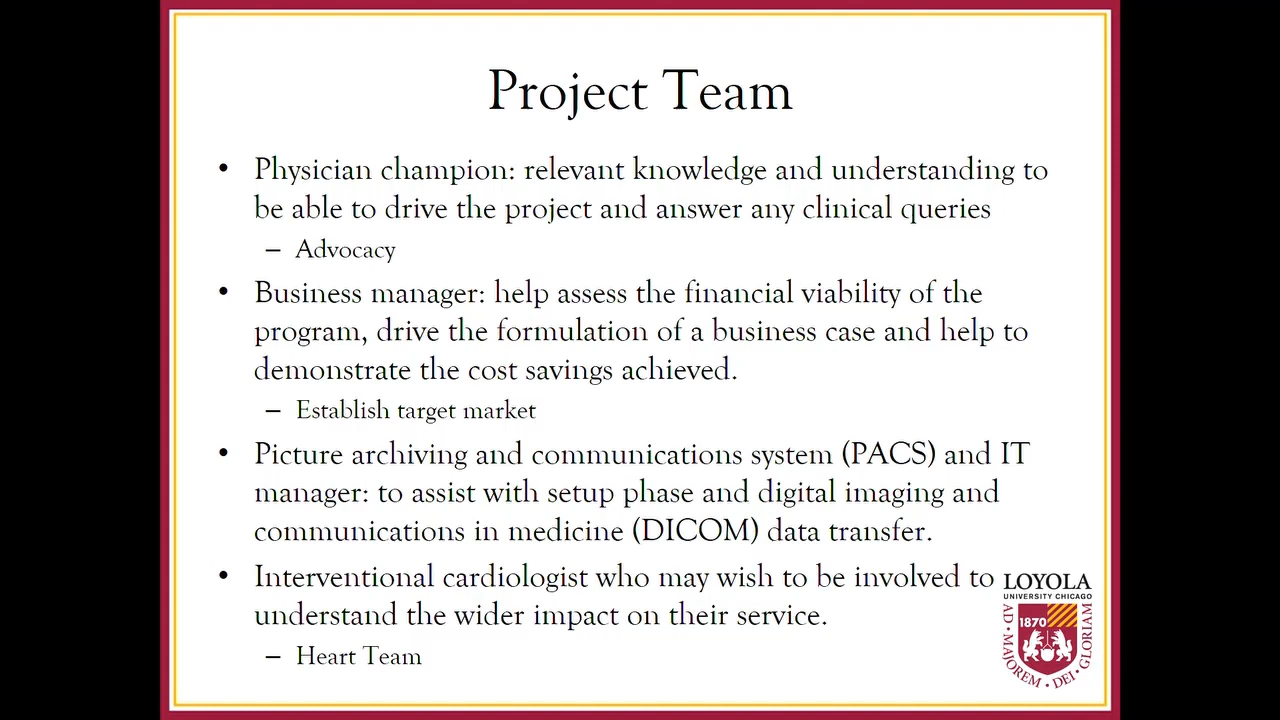 Project Team
• Physician champion: relevant knowledge and understanding to
be able to drive the project and answer any clinical queries
– Advocacy
• Business manager: help assess the financial viability of the
program, drive the formulation of a business case and help to
demonstrate the cost savings achieved.
– Establish target market
• Picture archiving and communications system (PACS) and IT
manager: to assist with setup phase and digital imaging and
communications in medicine (DICOM) data transfer.
• Interventional cardiologist who may wish to be involved to
understand the wider impact on their service.
– Heart Team
LOYOLA
UNIVERSITY CHICAGO
1870
AD • MAJOREM • DEI • GLORIAM